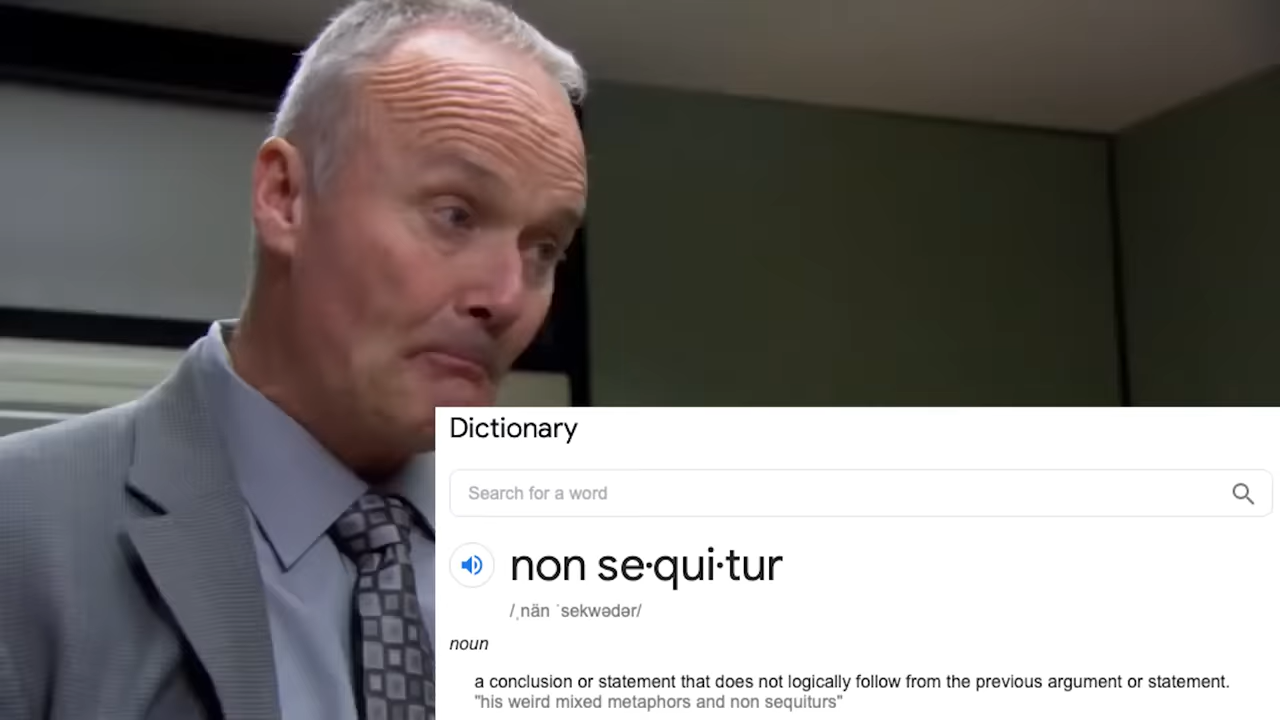 Dictionary
Search for a word
non se·qui·tur
/ˌnän ˈsekwədər/
noun
a conclusion or statement that does not logically follow from the previous argument or statement.
"his weird mixed metaphors and non sequiturs"